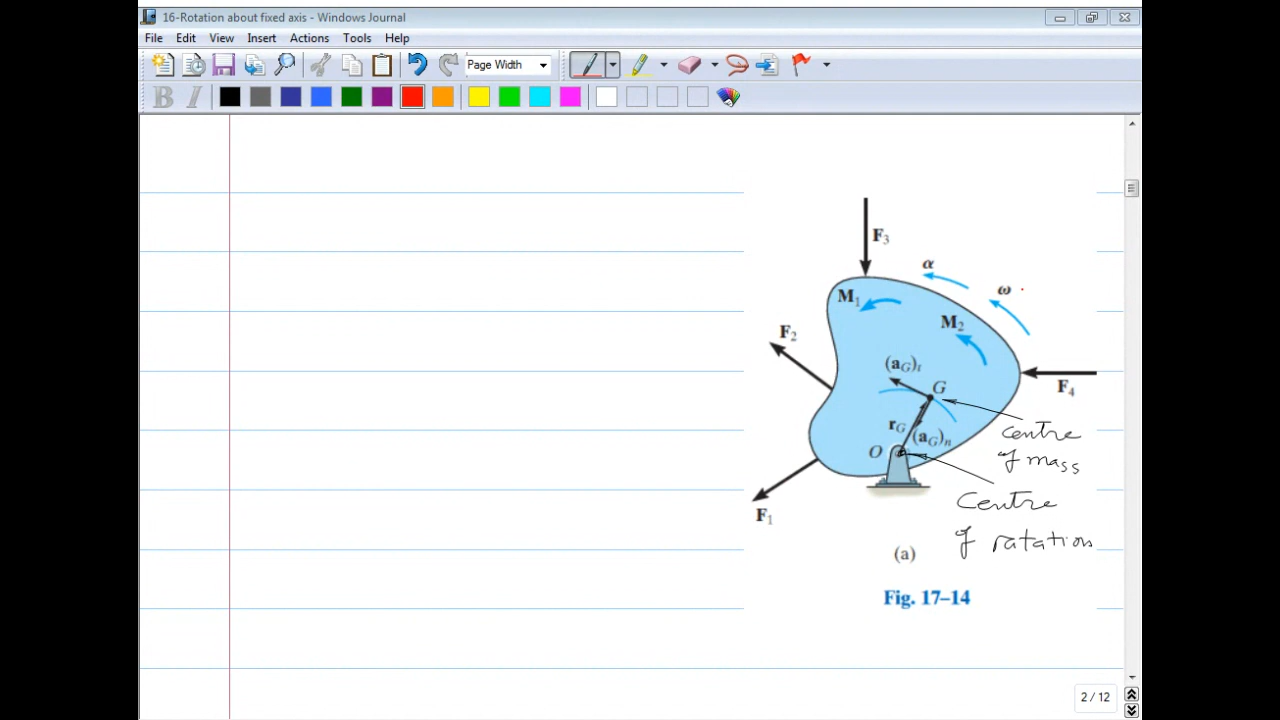 16-Rotation about fixed axis - Windows Journal
File Edit View Insert Actions Tools Help
Page Width
B I
F3
α
ω
M1
M2
F2
(aG)t
G
F4
rG
(aG)n
O
centre
of mass
Centre
of ratation
F1
(a)
Fig. 17–14
2 / 12